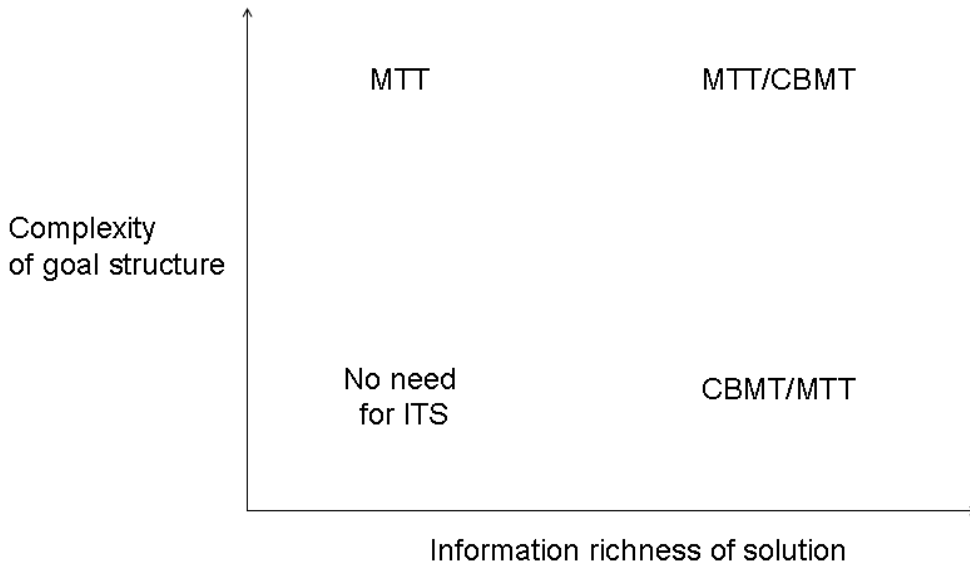 MTT
MTT/CBMT
Complexity
of goal structure
No need
for ITS
CBMT/MTT
Information richness of solution